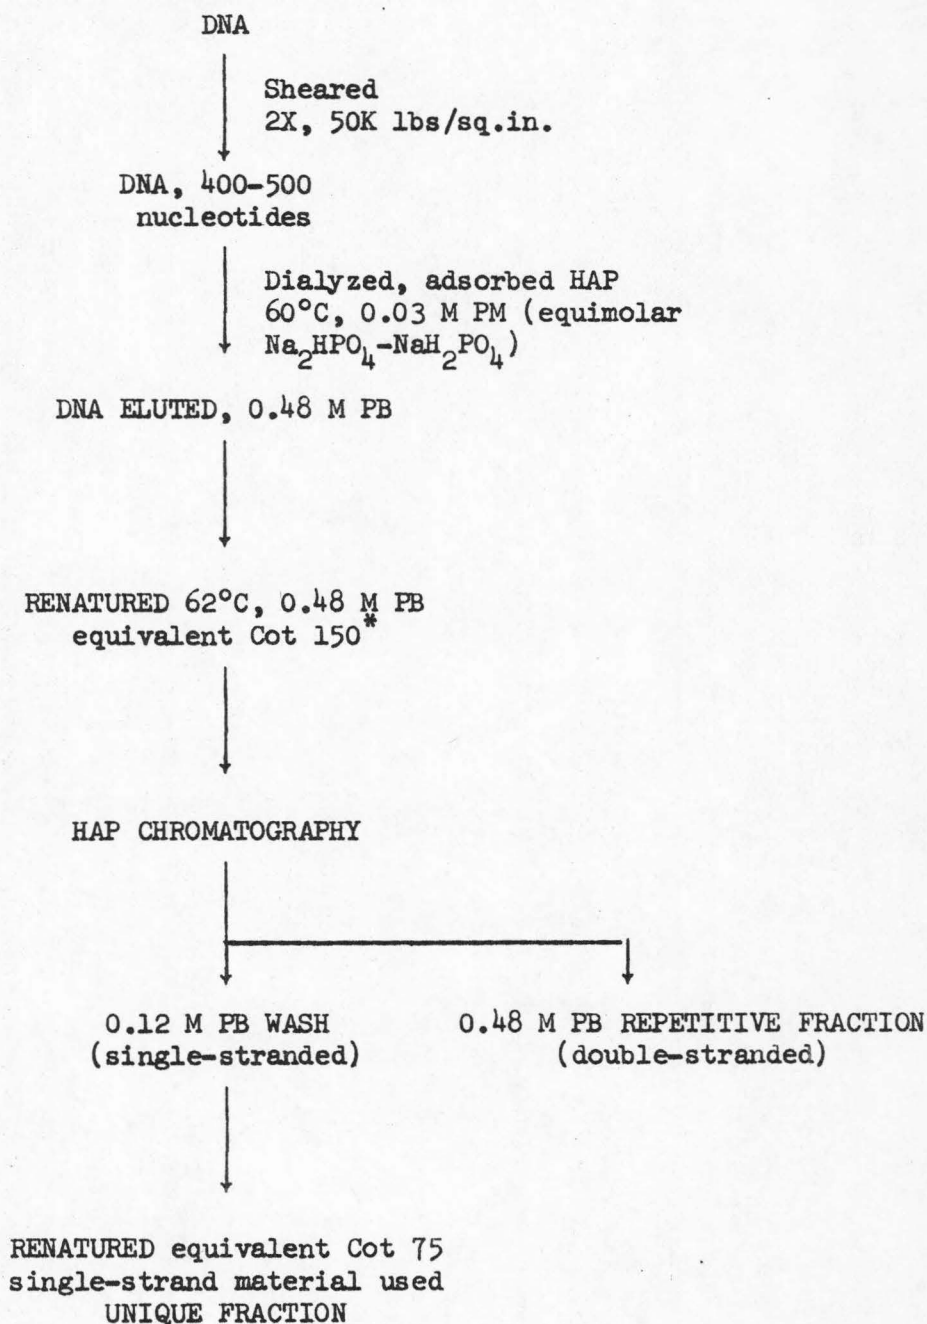 DNA
Sheared
2X, 50K lbs/sq.in.
DNA, 400-500
nucleotides
Dialyzed, adsorbed HAP
60°C, 0.03 M PM (equimolar
Na₂HPO₄-NaH₂PO₄)
DNA ELUTED, 0.48 M PB
RENATURED 62°C, 0.48 M PB
equivalent Cot 150*
HAP CHROMATOGRAPHY
0.12 M PB WASH
(single-stranded)
0.48 M PB REPETITIVE FRACTION
(double-stranded)
RENATURED equivalent Cot 75
single-strand material used
UNIQUE FRACTION